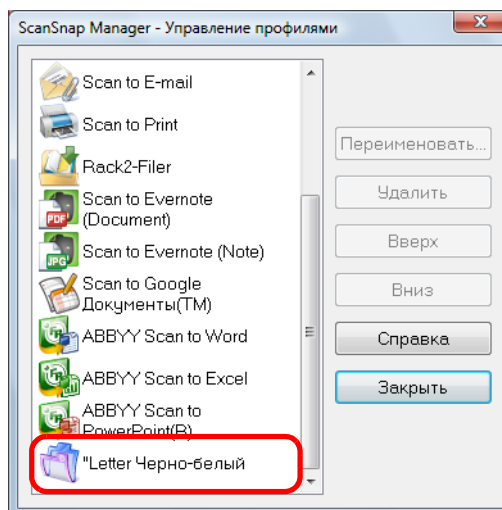 ScanSnap Manager - Управление профилями
Scan to E-mail
Scan to Print
Rack2-Filer
PDF
Scan to Evernote
(Document)
JPG
Scan to Evernote (Note)
Scan to Google
Документы(TM)
ABBYY Scan to Word
ABBYY Scan to Excel
ABBYY Scan to
PowerPoint(R)
"Letter Черно-белый
Переименовать...
Удалить
Вверх
Вниз
Справка
Закрыть